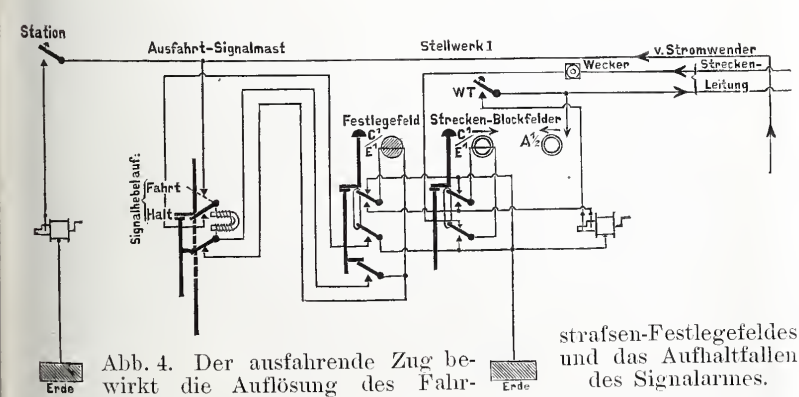 Station
Ausfahrt-Signalmast
Stellwerk I
v. Stromwender
Wecker
Strecken-
Leitung
WT
Festlegefeld
Strecken-Blockfelder
C¹
E¹
C¹
E¹
A½
Signalhebel auf:
Fahrt
Halt
Erde
Erde
Abb. 4. Der ausfahrende Zug be-
wirkt die Auflösung des Fahr-
strafsen-Festlegefeldes
und das Aufhaltfallen
des Signalarmes.